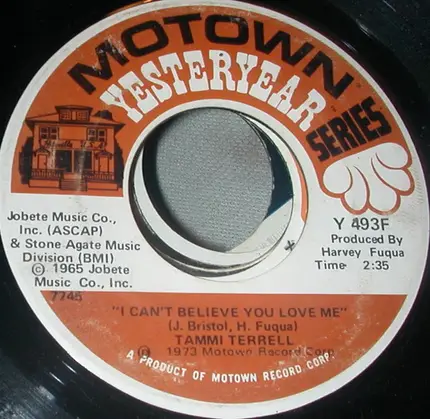 MOTOWN
YESTERYEAR
SERIES
Jobete Music Co.,
Inc. (ASCAP)
& Stone Agate Music
Division (BMI)
© 1965 Jobete
Music Co., Inc.
7745
Y 493F
Produced By
Harvey Fuqua
Time 2:35
"I CAN'T BELIEVE YOU LOVE ME"
(J. Bristol, H. Fuqua)
TAMMI TERRELL
℗ 1973 Motown Record Corp.
A PRODUCT OF MOTOWN RECORD CORP.